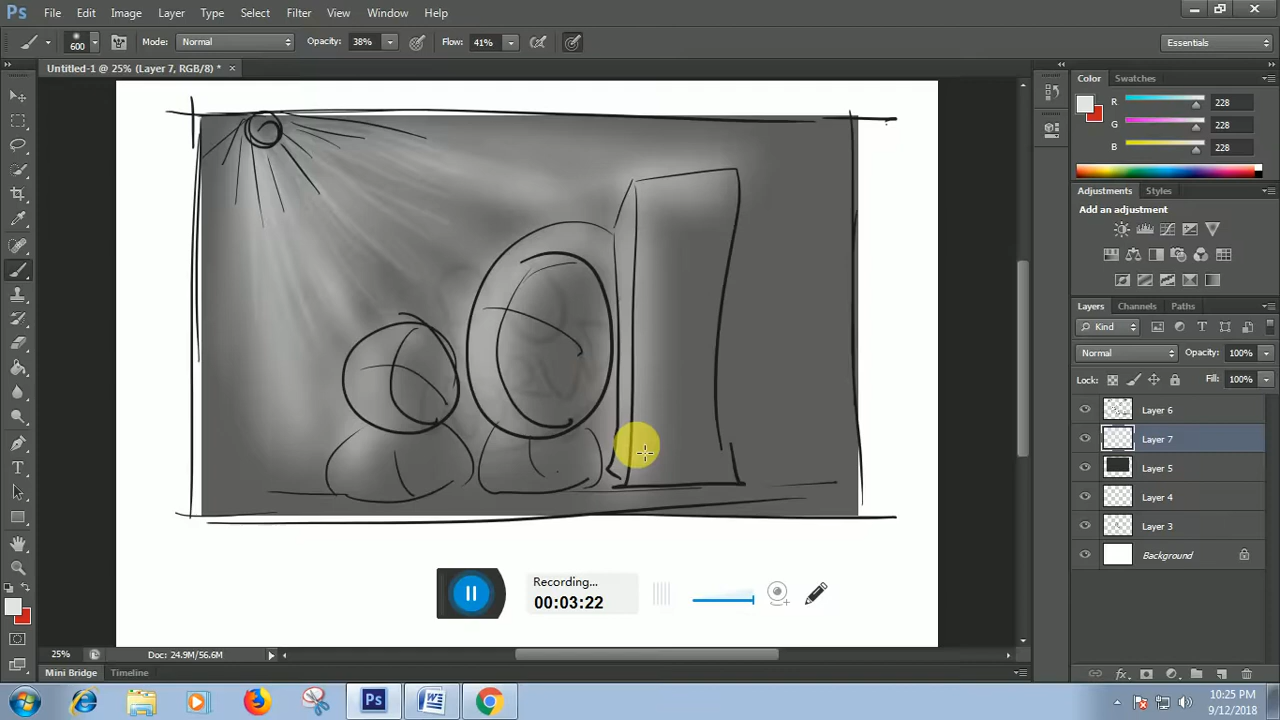 Ps File Edit Image Layer Type Select Filter View Window Help
600 Mode: Normal Opacity: 38% Flow: 41% Essentials
Untitled-1 @ 25% (Layer 7, RGB/8) * ×
Color Swatches
R 228
G 228
B 228
Adjustments Styles
Add an adjustment
Layers Channels Paths
Kind
Normal Opacity: 100%
Lock: Fill: 100%
Layer 6
Layer 7
Layer 5
Layer 4
Layer 3
Background
Recording...
00:03:22
25% Doc: 24.9M/56.6M
Mini Bridge Timeline
Ps W
10:25 PM
9/12/2018